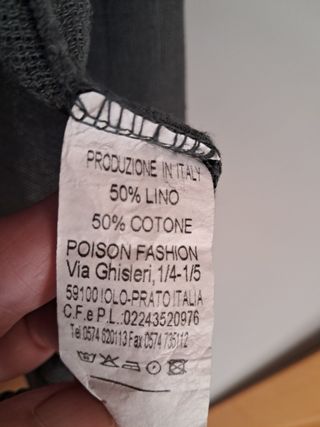 PRODUZIONE IN ITALY
50% LINO
50% COTONE
POISON FASHION
Via Ghisleri,1/4-1/5
59100 IOLO-PRATO ITALIA
C.F.e P.I.:02243520976
Tel 0574 620113 Fax 0574 735112